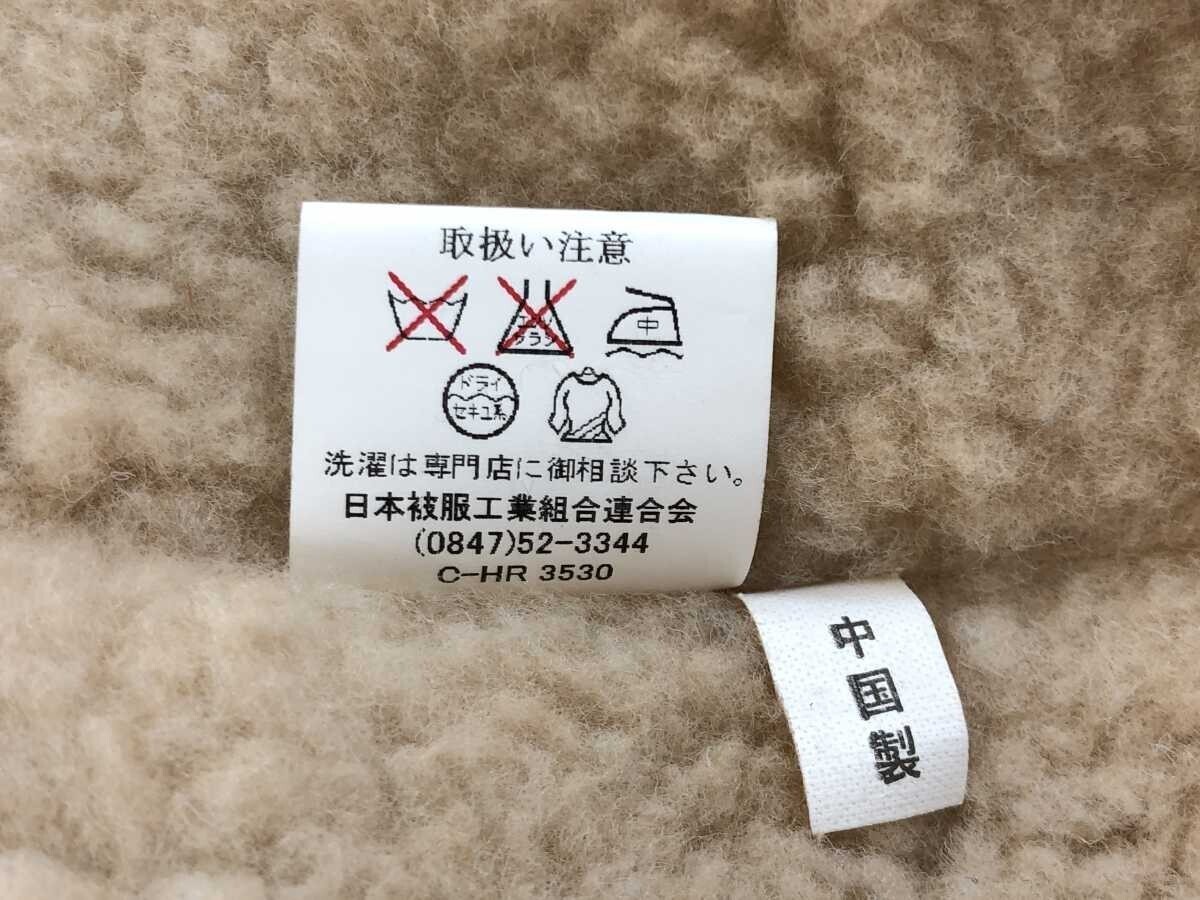 取扱い注意
エンソ
サラシ
中
ドライ
セキユ系
洗濯は専門店に御相談下さい。
日本被服工業組合連合会
(0847)52-3344
C-HR 3530
中国製